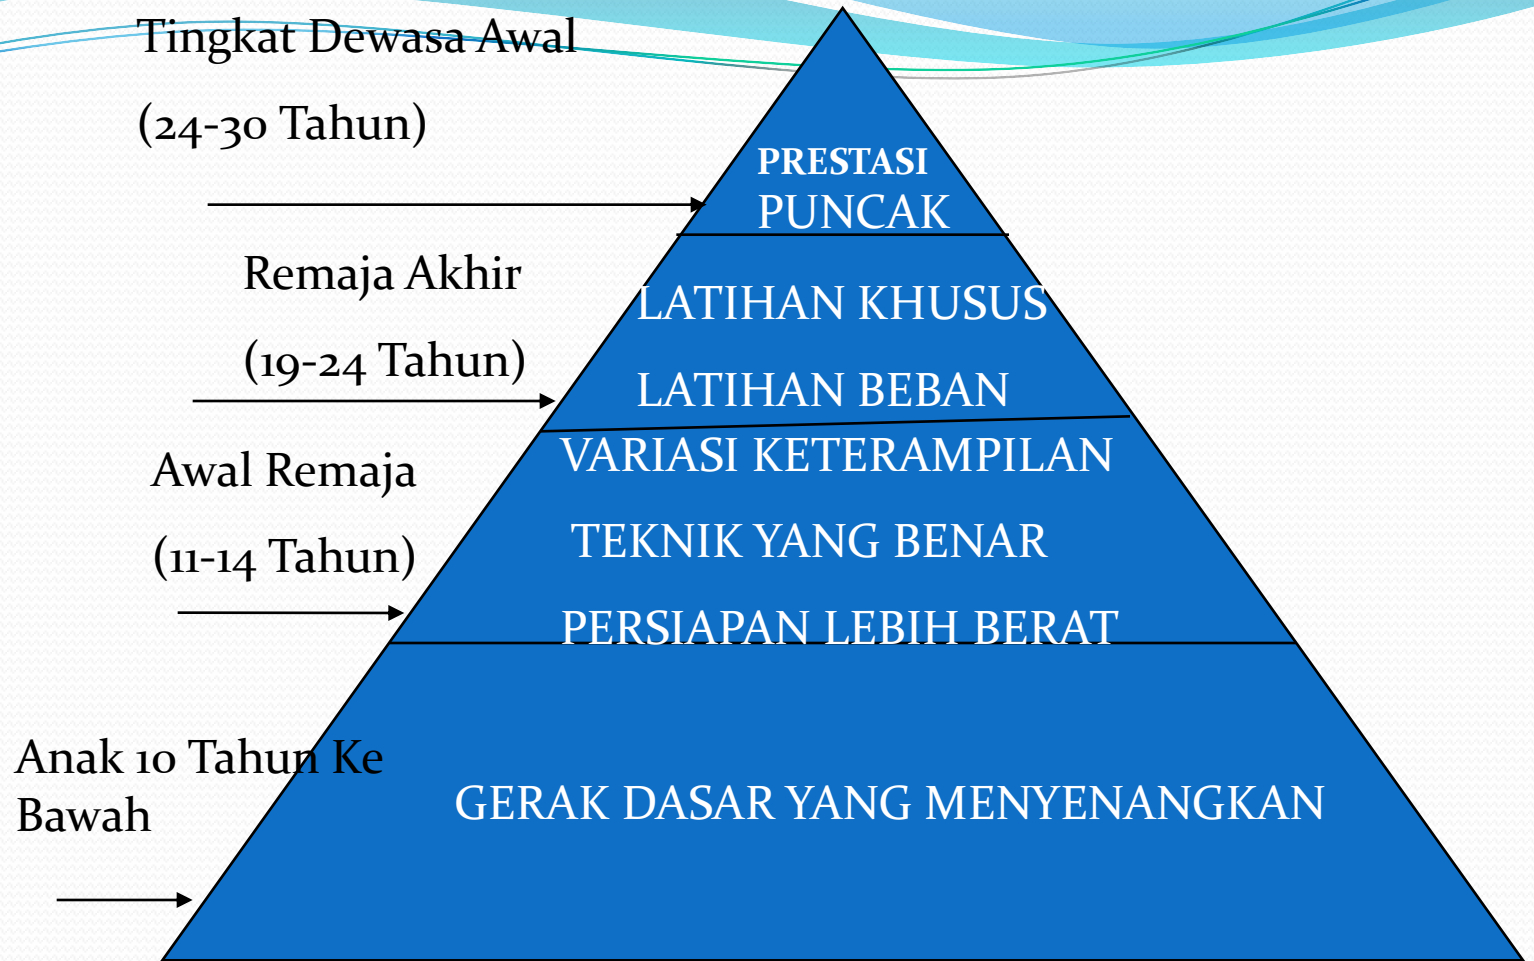 Tingkat Dewasa Awal
(24-30 Tahun)
PRESTASI
PUNCAK
Remaja Akhir
(19-24 Tahun)
LATIHAN KHUSUS
LATIHAN BEBAN
Awal Remaja
(11-14 Tahun)
VARIASI KETERAMPILAN
TEKNIK YANG BENAR
PERSIAPAN LEBIH BERAT
Anak 10 Tahun Ke
Bawah
GERAK DASAR YANG MENYENANGKAN